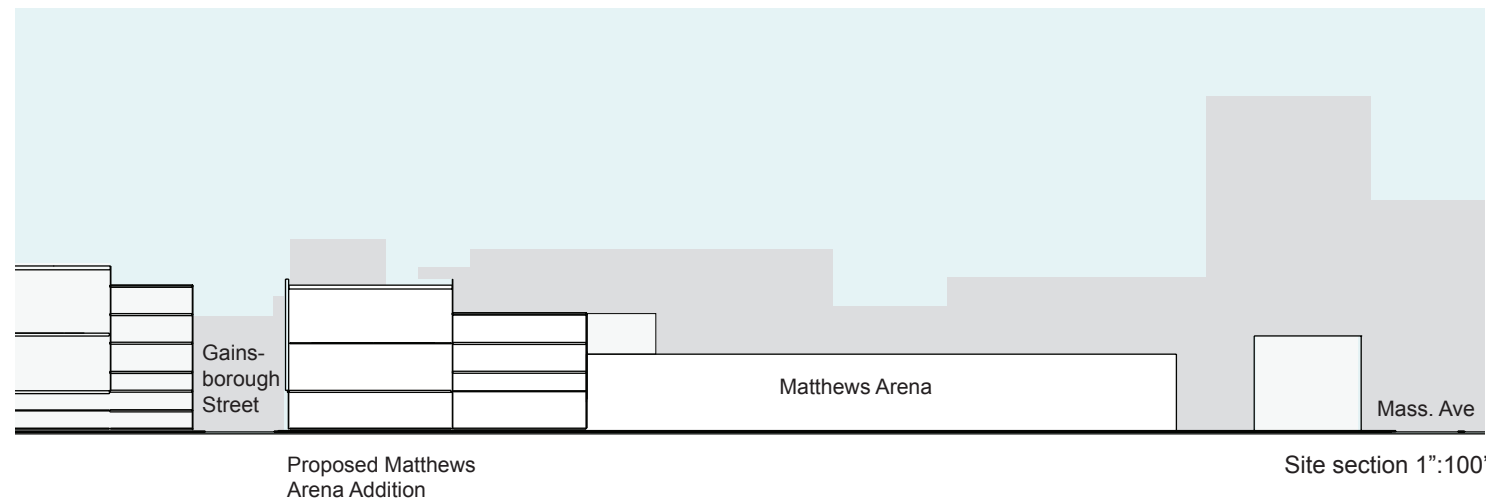 Gains-
borough
Street
Matthews Arena
Mass. Ave
Proposed Matthews
Arena Addition
Site section 1”:100’